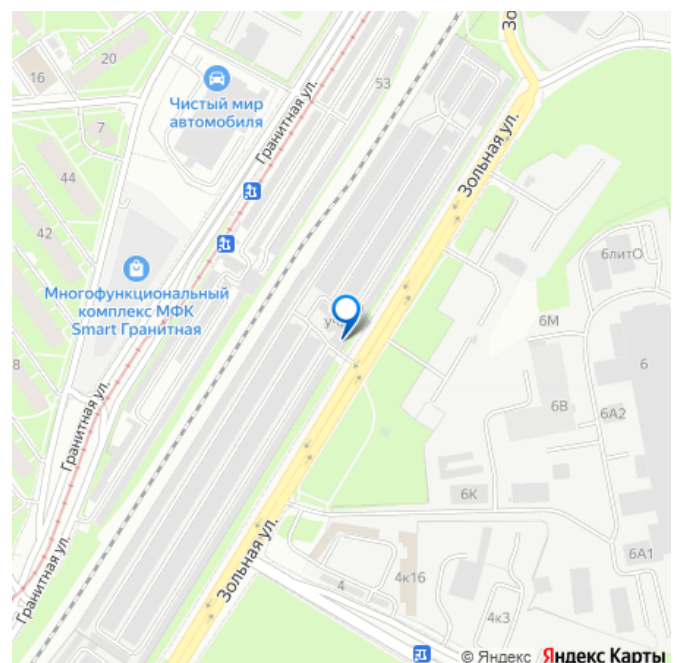 20
16
53
Чистый мир
автомобиля
7
Гранитная ул.
Зольная ул.
44
42
6литО
Многофункциональный
комплекс МФК
Smart Гранитная
6М
8
6
6В
6А2
Гранитная ул.
6К
Гранитная ул.
Зольная ул.
6А1
4
4к16
4к3
© Яндекс Яндекс Карты